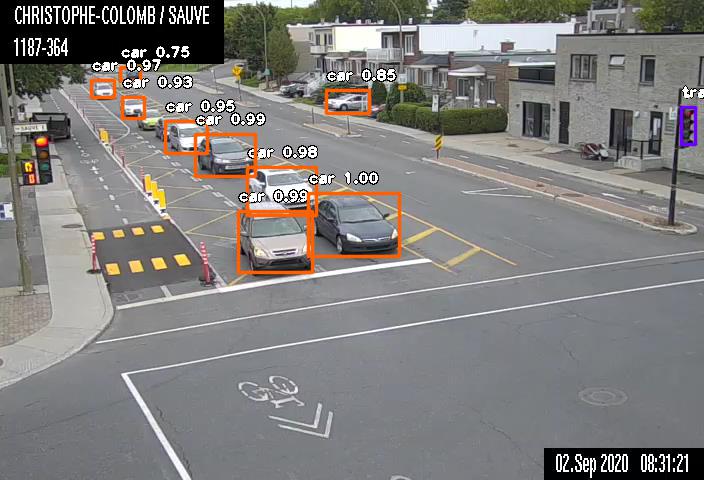 CHRISTOPHE-COLOMB / SAUVE
1187-364
car 0.75
car 0.97
car 0.93
car 0.85
car 0.95
car 0.99
car 0.98
car 1.00
car 0.99
tra
SAUVE
02.Sep 2020 08:31:21